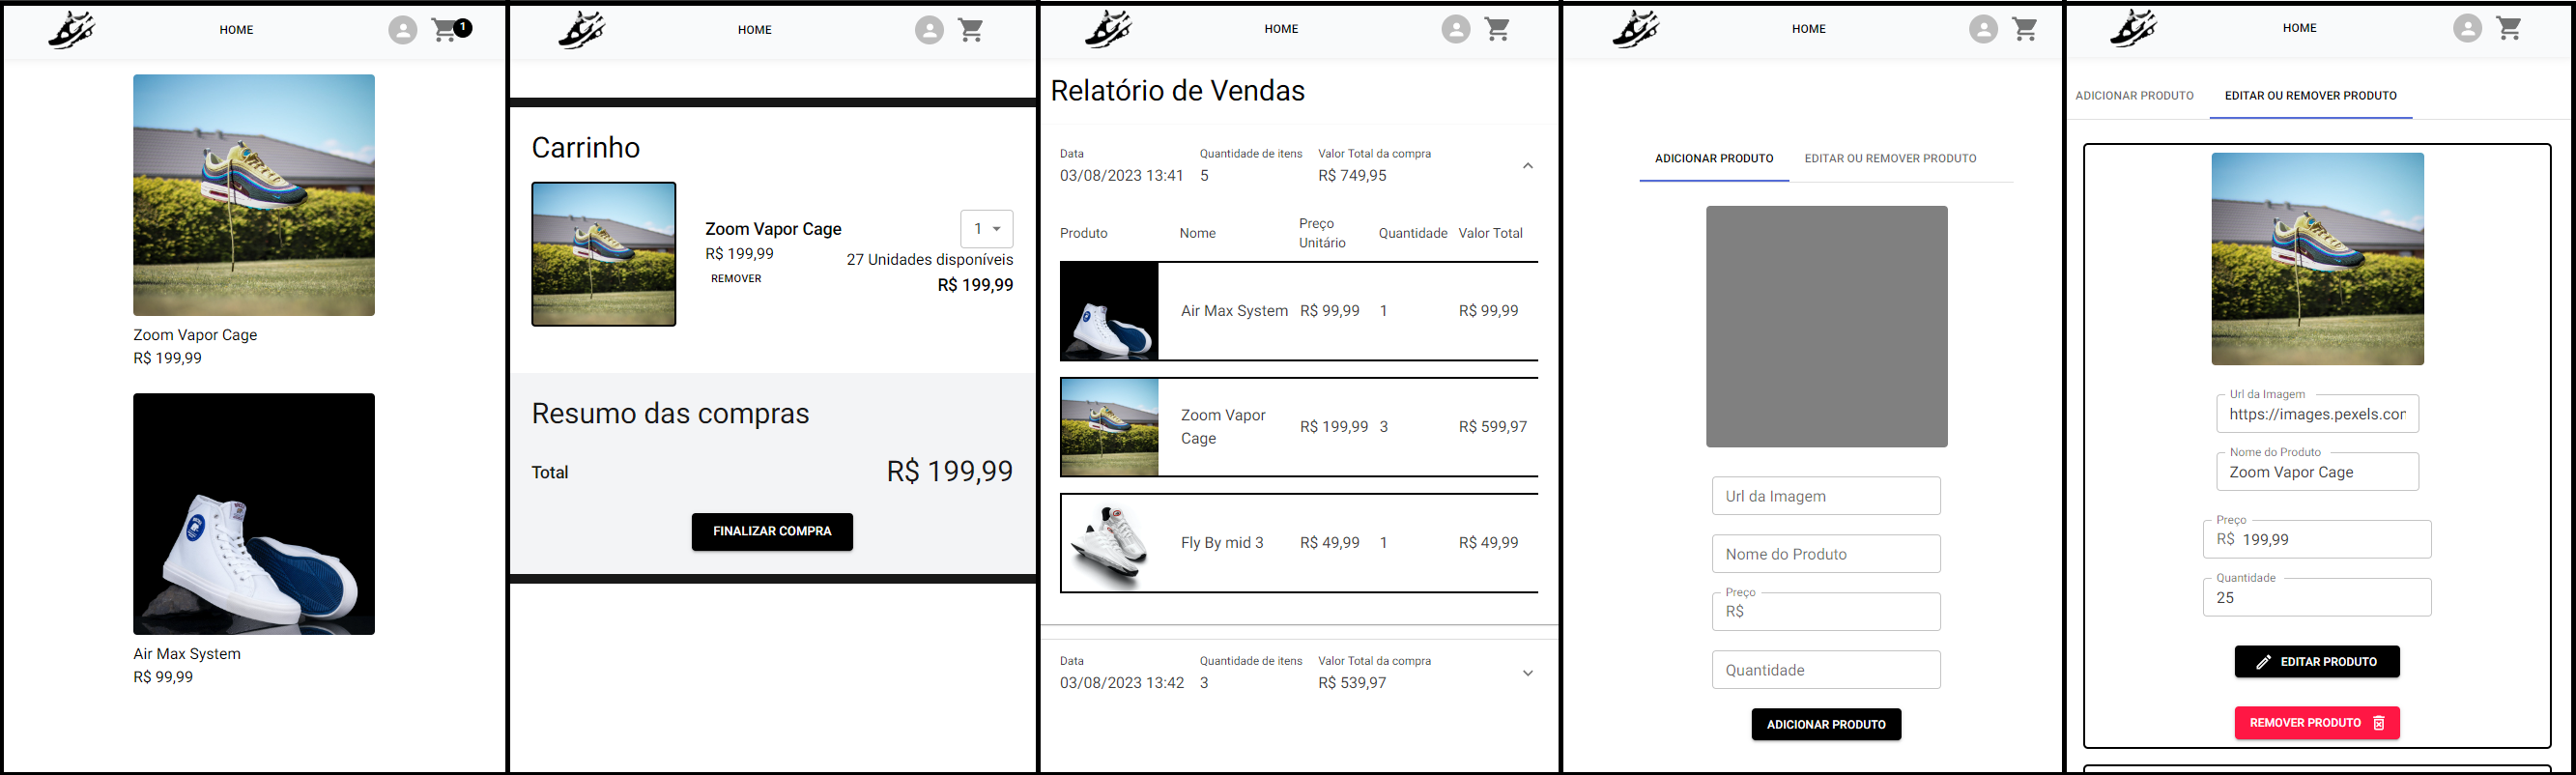 HOME
1
Zoom Vapor Cage
R$ 199,99
Air Max System
R$ 99,99
HOME
Carrinho
Zoom Vapor Cage
R$ 199,99
REMOVER
1
27 Unidades disponíveis
R$ 199,99
Resumo das compras
Total
R$ 199,99
FINALIZAR COMPRA
HOME
Relatório de Vendas
Data
Quantidade de itens
Valor Total da compra
03/08/2023 13:41
5
R$ 749,95
Produto
Nome
Preço
Unitário
Quantidade
Valor Total
Air Max System
R$ 99,99
1
R$ 99,99
Zoom Vapor
Cage
R$ 199,99
3
R$ 599,97
Fly By mid 3
R$ 49,99
1
R$ 49,99
Data
Quantidade de itens
Valor Total da compra
03/08/2023 13:42
3
R$ 539,97
HOME
ADICIONAR PRODUTO
EDITAR OU REMOVER PRODUTO
Url da Imagem
Nome do Produto
Preço
R$
Quantidade
ADICIONAR PRODUTO
HOME
ADICIONAR PRODUTO
EDITAR OU REMOVER PRODUTO
Url da Imagem
https://images.pexels.cor
Nome do Produto
Zoom Vapor Cage
Preço
R$ 199,99
Quantidade
25
EDITAR PRODUTO
REMOVER PRODUTO